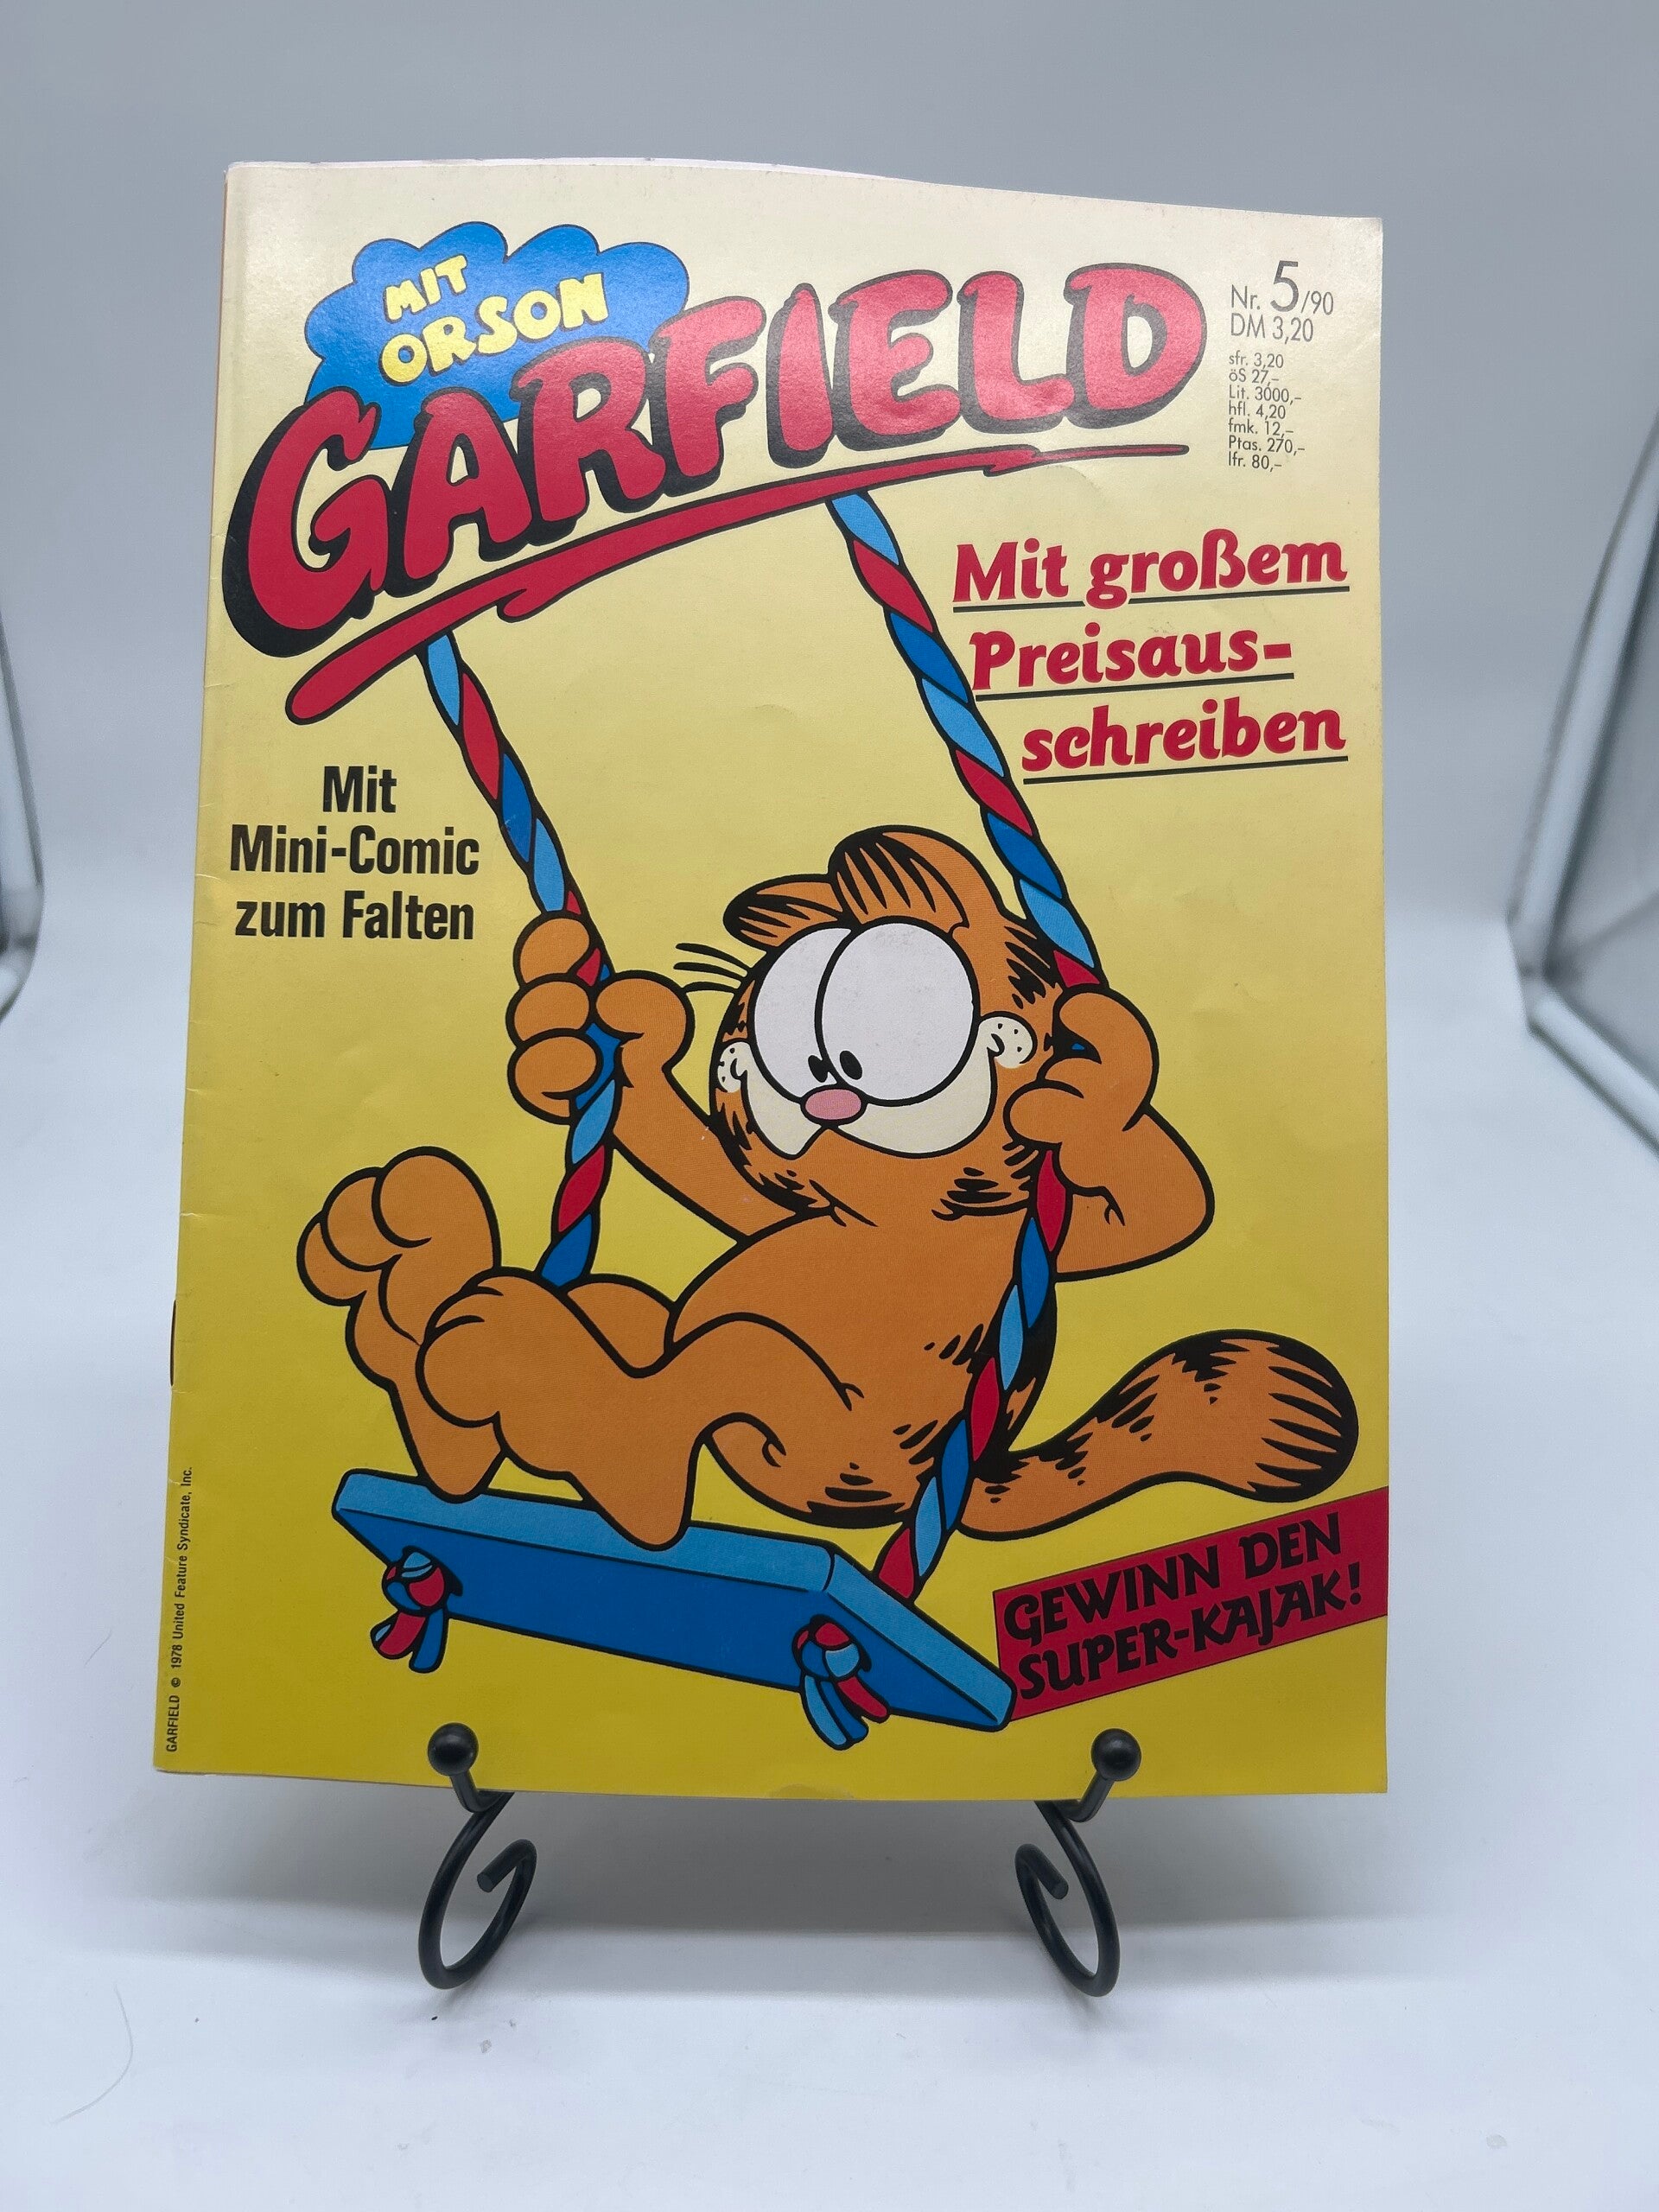 MIT
ORSON
GARFIELD
Nr. 5/90
DM 3,20
sfr. 3,20
öS 27,–
Lit. 3000,–
hfl. 4,20
fmk. 12,–
Ptas. 270,–
lfr. 80,–
Mit großem
Preisaus-
schreiben
Mit
Mini-Comic
zum Falten
GEWINN DEN
SUPER-KAJAK!
GARFIELD © 1978 United Feature Syndicate, Inc.